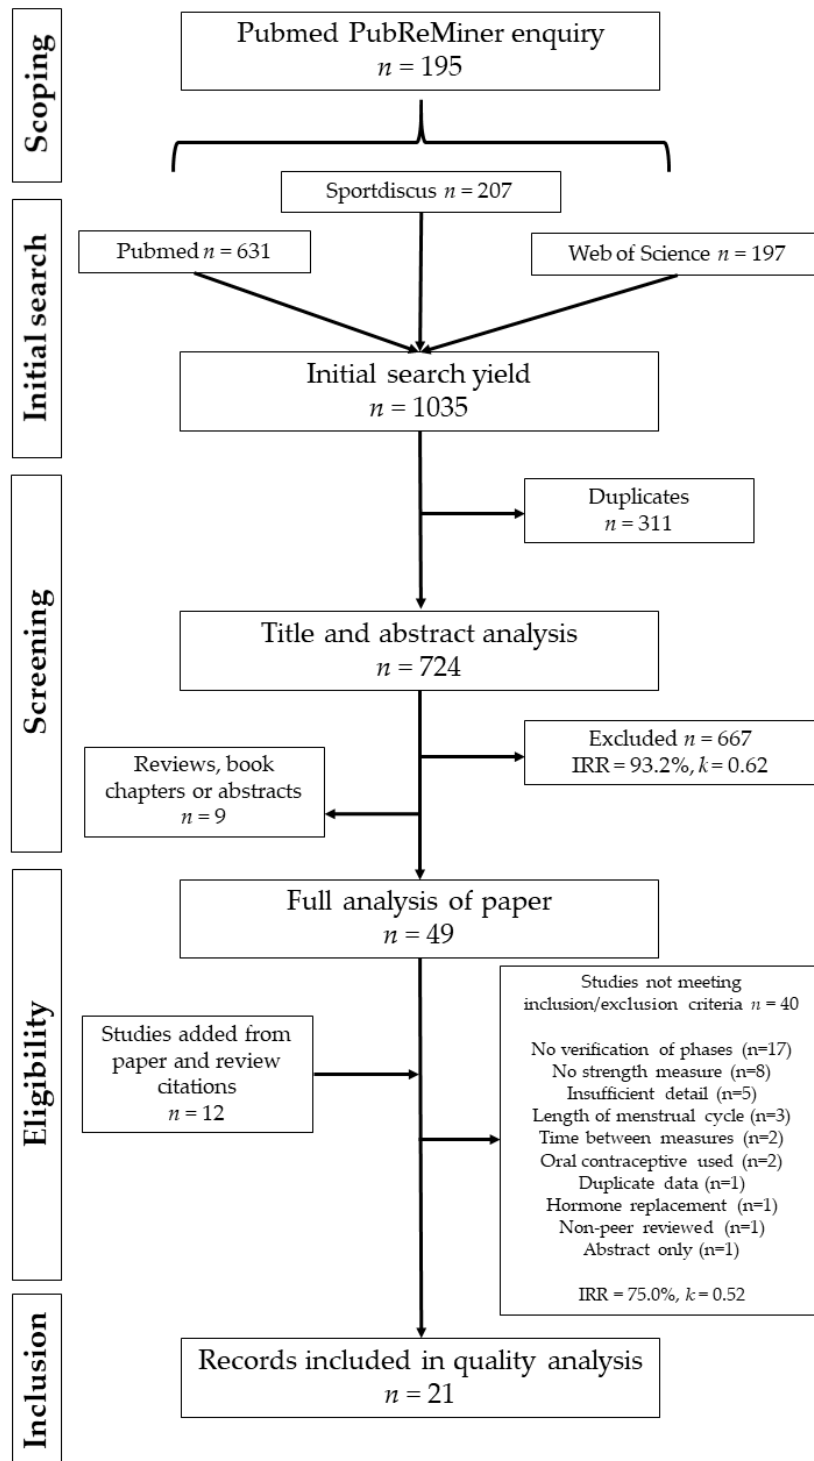 Scoping
Pubmed PubReMiner enquiry
n = 195
Initial search
Sportdiscus n = 207
Pubmed n = 631
Web of Science n = 197
Initial search yield
n = 1035
Screening
Duplicates
n = 311
Title and abstract analysis
n = 724
Excluded n = 667
IRR = 93.2%, k = 0.62
Reviews, book
chapters or abstracts
n = 9
Eligibility
Full analysis of paper
n = 49
Studies added from
paper and review
citations
n = 12
Studies not meeting
inclusion/exclusion criteria n = 40
No verification of phases (n=17)
No strength measure (n=8)
Insufficient detail (n=5)
Length of menstrual cycle (n=3)
Time between measures (n=2)
Oral contraceptive used (n=2)
Duplicate data (n=1)
Hormone replacement (n=1)
Non-peer reviewed (n=1)
Abstract only (n=1)
IRR = 75.0%, k = 0.52
Inclusion
Records included in quality analysis
n = 21